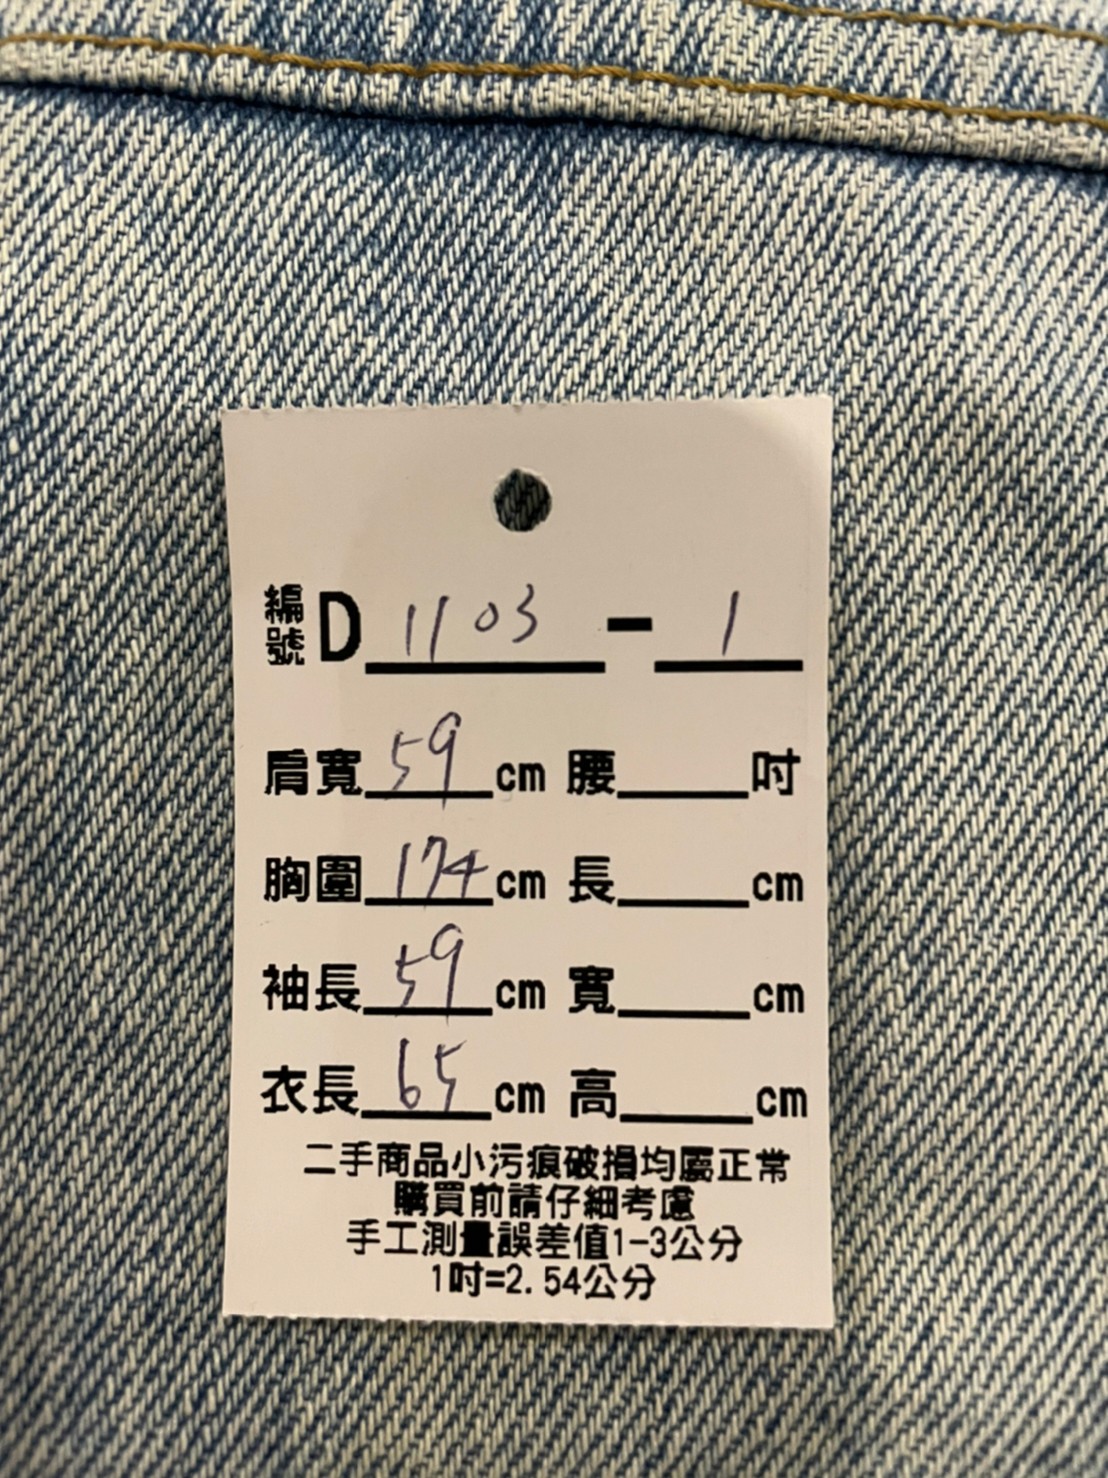 編號 D 1103 - 1
肩寬 59 cm 腰 吋
胸圍 174 cm 長 cm
袖長 59 cm 寬 cm
衣長 65 cm 高 cm
二手商品小污痕破損均屬正常
購買前請仔細考慮
手工測量誤差值1-3公分
1吋=2.54公分